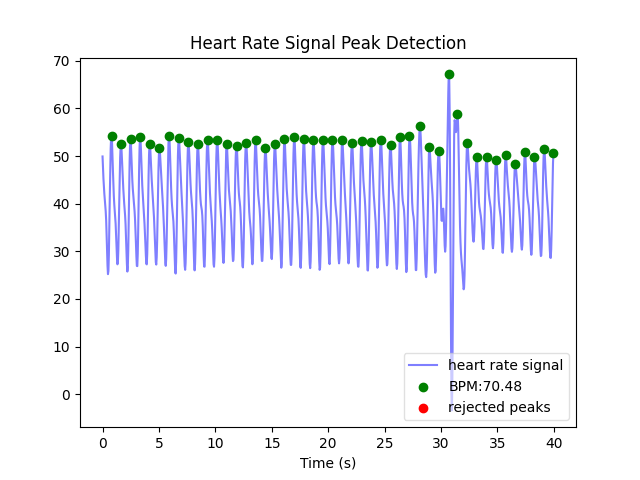 Heart Rate Signal Peak Detection
70
60
50
40
30
20
10
0
heart rate signal
BPM:70.48
rejected peaks
0 5 10 15 20 25 30 35 40
Time (s)